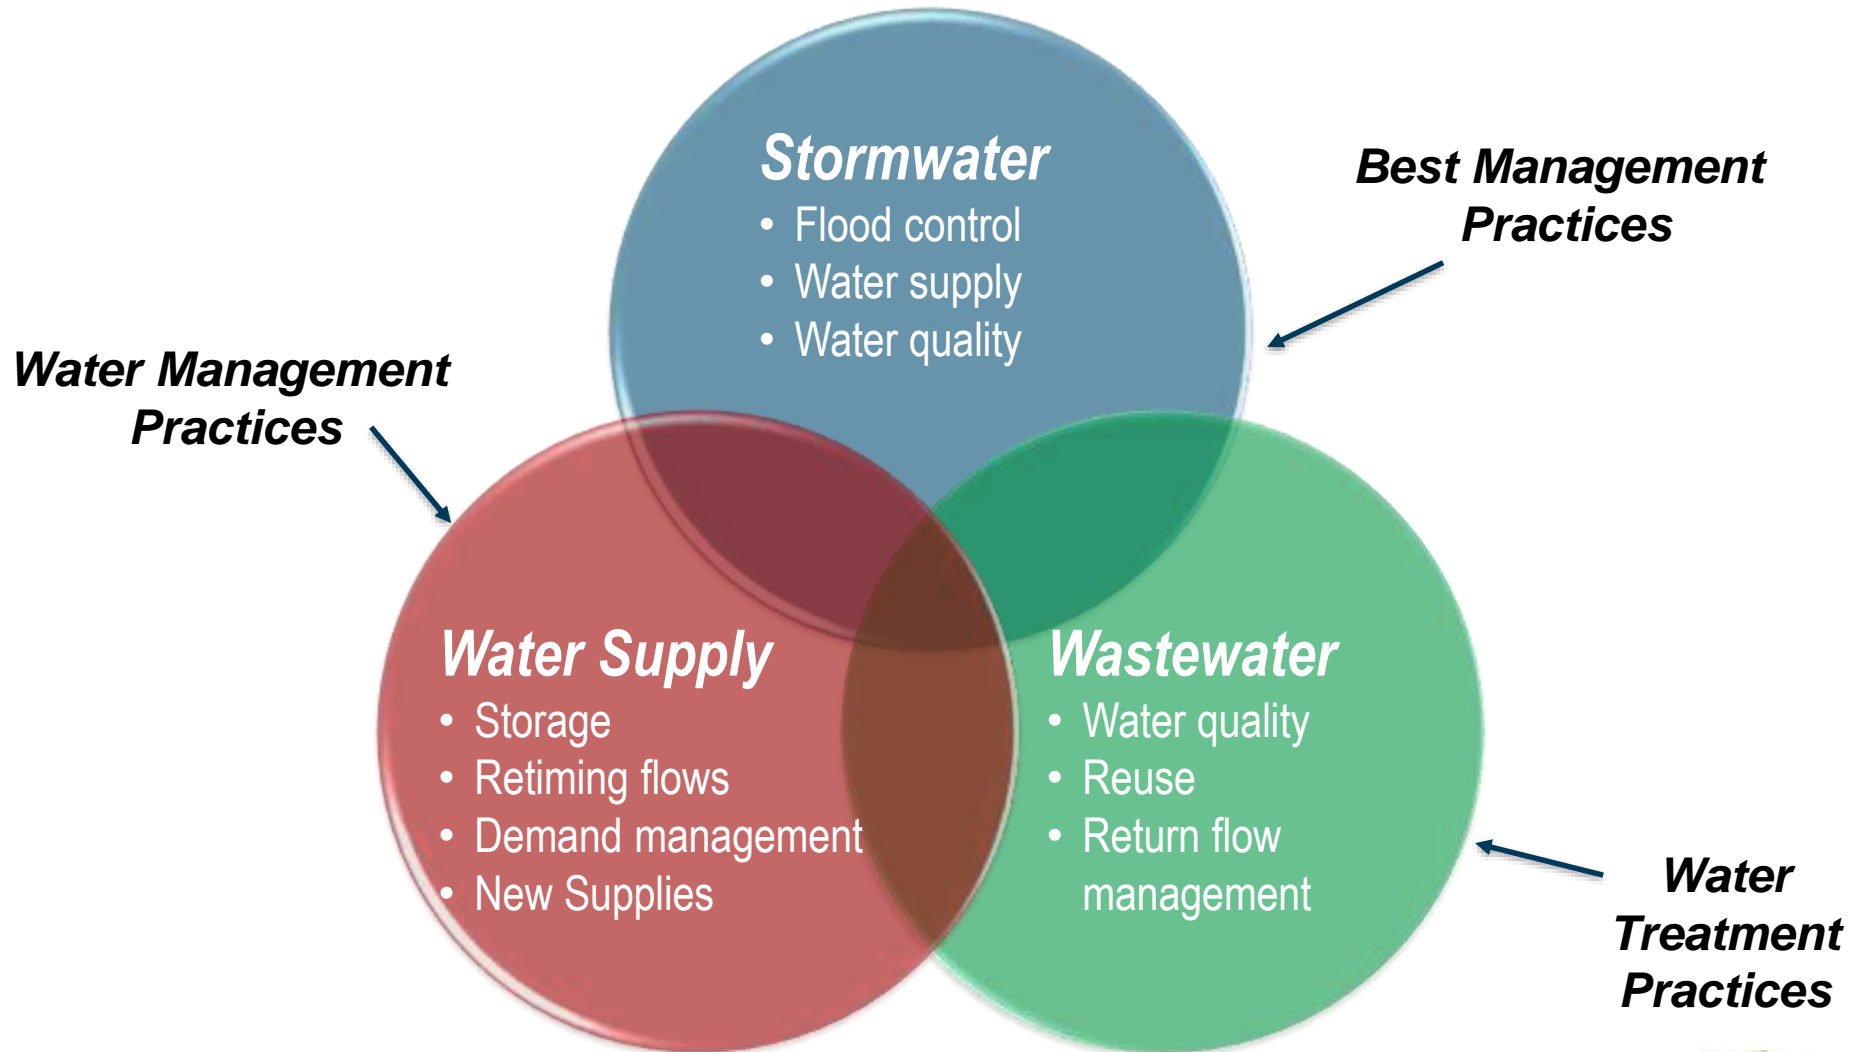 Stormwater
• Flood control
• Water supply
• Water quality
Best Management
Practices
Water Management
Practices
Water Supply
• Storage
• Retiming flows
• Demand management
• New Supplies
Wastewater
• Water quality
• Reuse
• Return flow
management
Water
Treatment
Practices